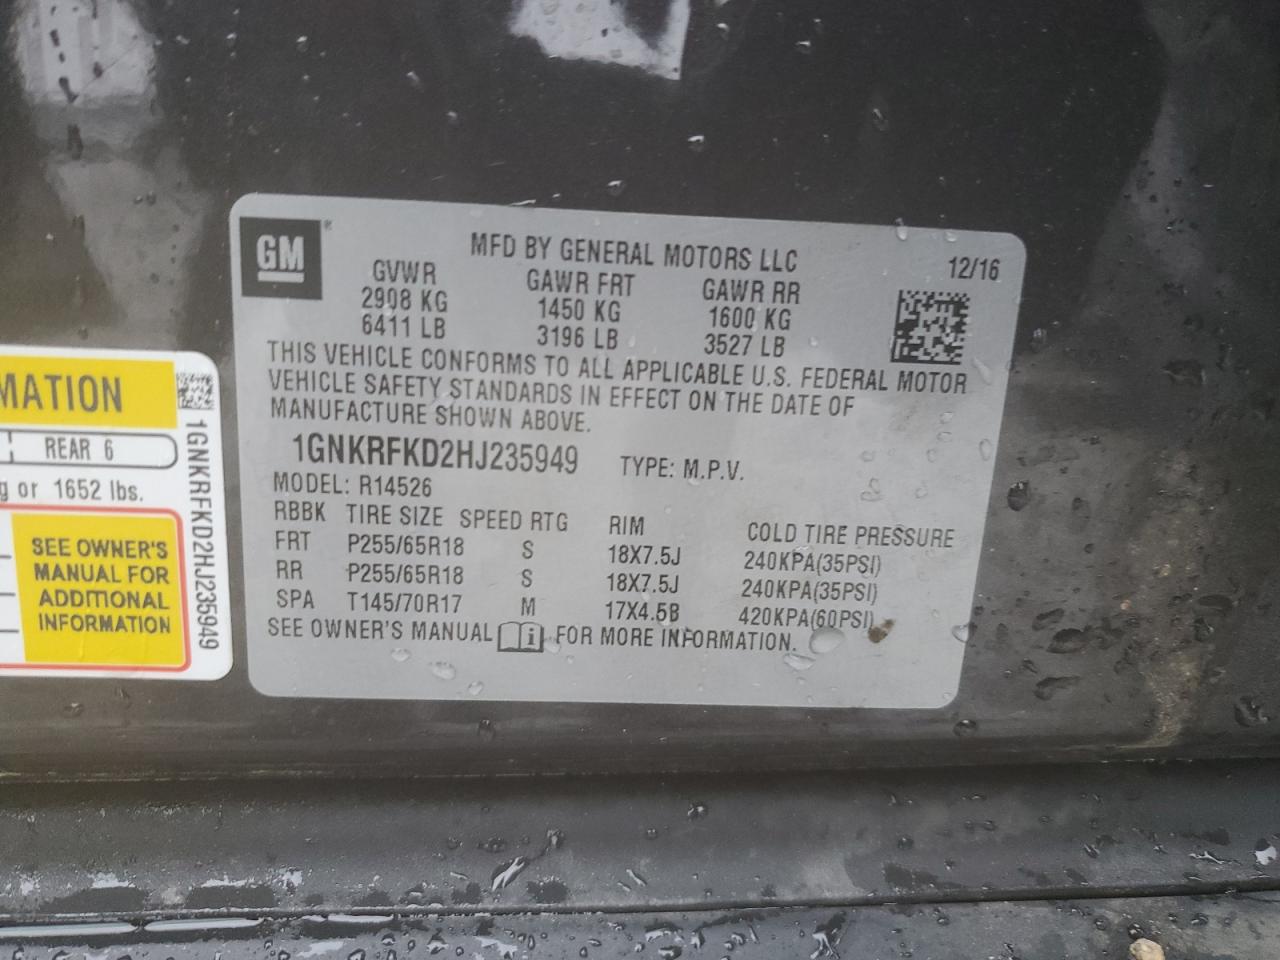 GM
MFD BY GENERAL MOTORS LLC
12/16
GVWR GAWR FRT GAWR RR
2908 KG 1450 KG 1600 KG
6411 LB 3196 LB 3527 LB
THIS VEHICLE CONFORMS TO ALL APPLICABLE U.S. FEDERAL MOTOR
VEHICLE SAFETY STANDARDS IN EFFECT ON THE DATE OF
MANUFACTURE SHOWN ABOVE.
1GNKRFKD2HJ235949 TYPE: M.P.V.
MODEL: R14526
RBBK TIRE SIZE SPEED RTG RIM COLD TIRE PRESSURE
FRT P255/65R18 S 18X7.5J 240KPA(35PSI)
RR P255/65R18 S 18X7.5J 240KPA(35PSI)
SPA T145/70R17 M 17X4.5B 420KPA(60PSI)
SEE OWNER'S MANUAL FOR MORE INFORMATION.
MATION
REAR 6
g or 1652 lbs.
SEE OWNER'S
MANUAL FOR
ADDITIONAL
INFORMATION
1GNKRFKD2HJ235949